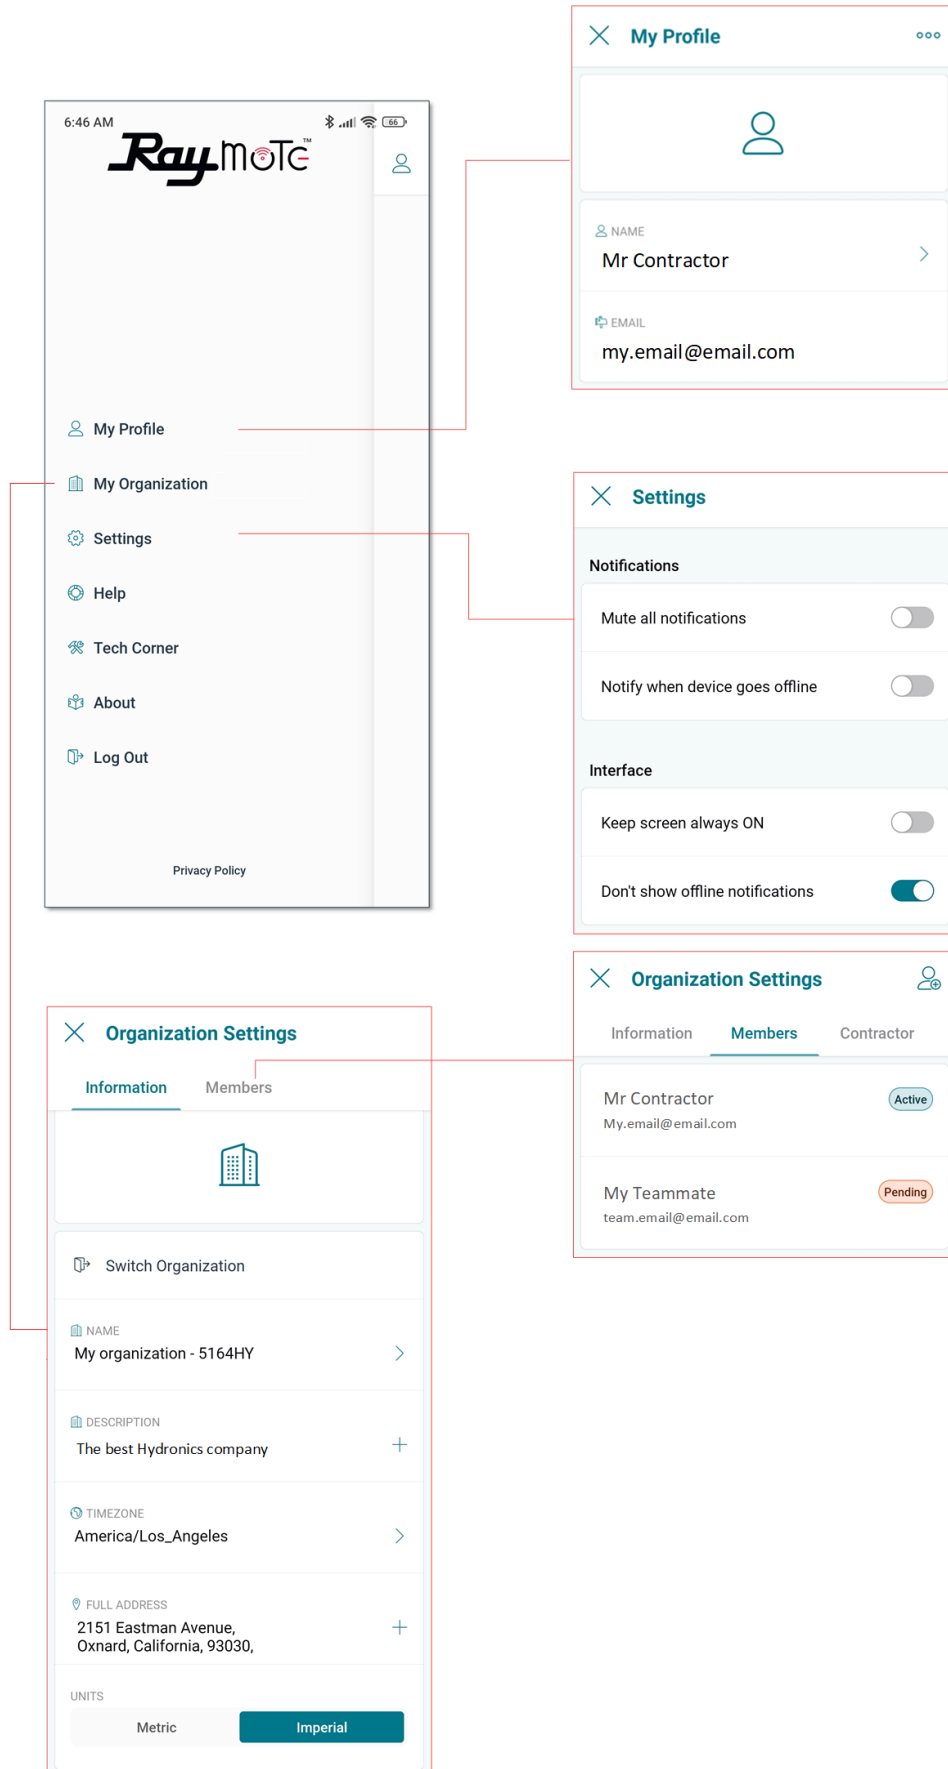 My Profile
NAME
Mr Contractor
EMAIL
my.email@email.com
6:46 AM
66
Ray MOTE™
My Profile
My Organization
Settings
Help
Tech Corner
About
Log Out
Privacy Policy
Settings
Notifications
Mute all notifications
Notify when device goes offline
Interface
Keep screen always ON
Don't show offline notifications
Organization Settings
Information Members Contractor
Mr Contractor Active
My.email@email.com
My Teammate Pending
team.email@email.com
Organization Settings
Information Members
Switch Organization
NAME
My organization - 5164HY
DESCRIPTION
The best Hydronics company
TIMEZONE
America/Los_Angeles
FULL ADDRESS
2151 Eastman Avenue,
Oxnard, California, 93030,
UNITS
Metric Imperial